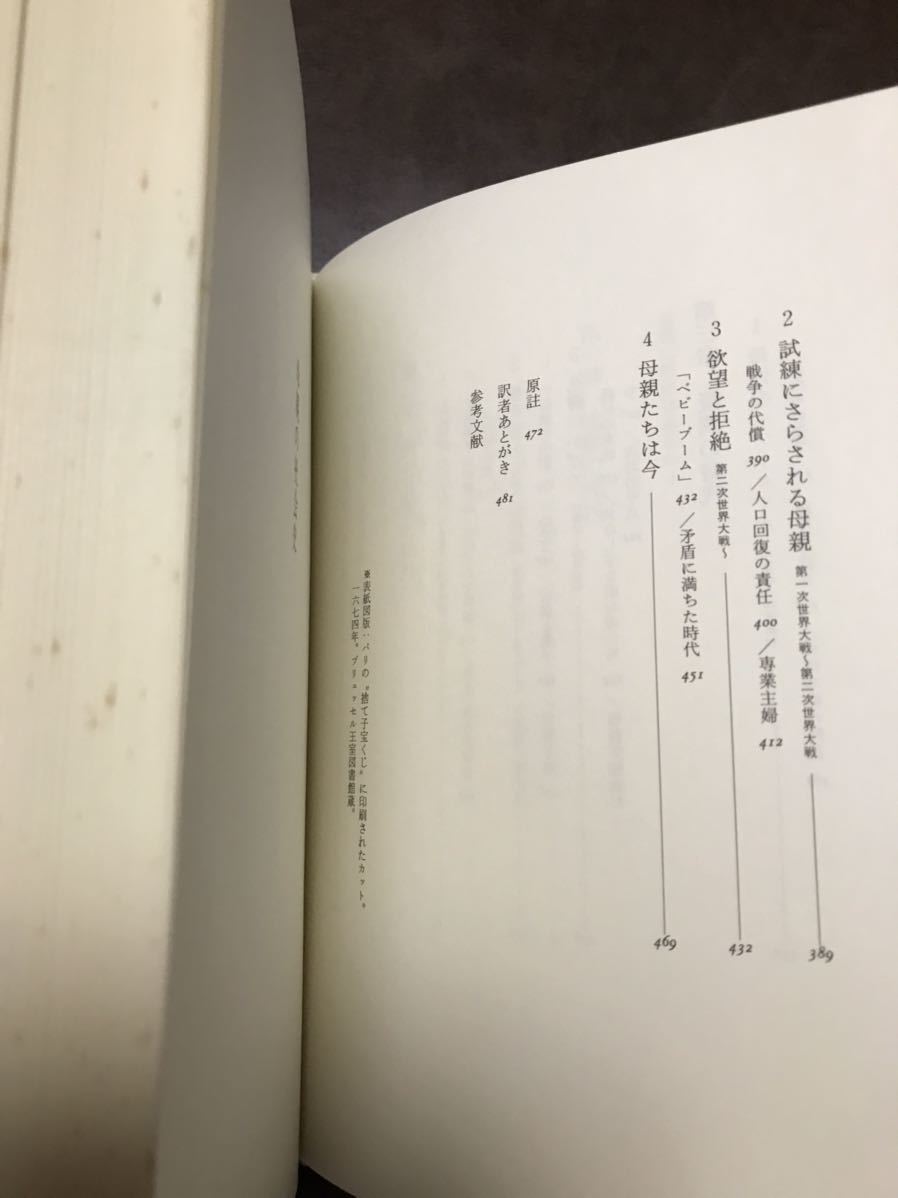 2 試練にさらされる母親 第一次世界大戦〜第二次世界大戦 389
戦争の代償 390 ／人口回復の責任 400 ／専業主婦 412
3 欲望と拒絶 第二次世界大戦〜 432
「ベビーブーム」 432 ／矛盾に満ちた時代 451
4 母親たちは今 469
原註 472
訳者あとがき 481
参考文献
※表紙図版：パリの〝捨て子宝くじ〟に印刷されたカット。
一六七四年。ブリュッセル王室図書館蔵。